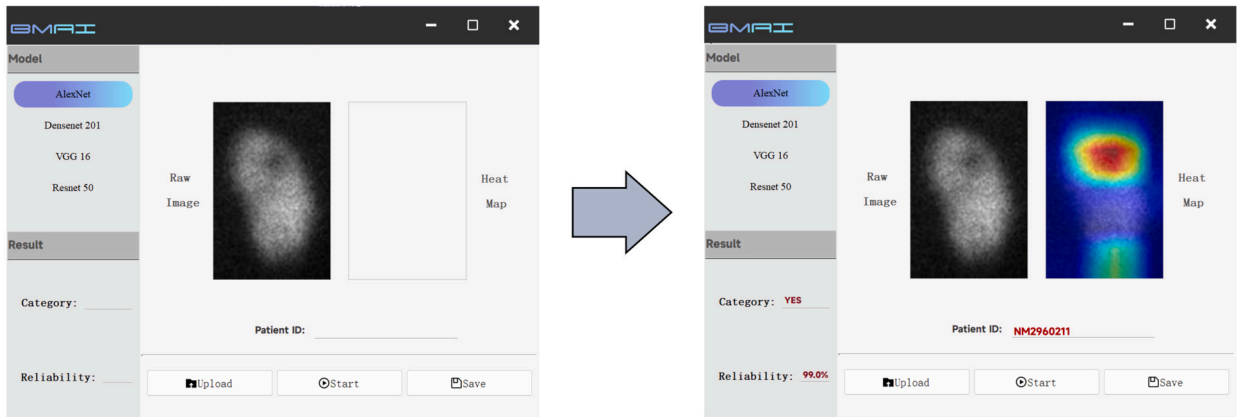 BMAI
Model
AlexNet
Densenet 201
VGG 16
Resnet 50
Raw
Image
Heat
Map
Result
Category:
Patient ID:
Reliability:
Upload
Start
Save
BMAI
Model
AlexNet
Densenet 201
VGG 16
Resnet 50
Raw
Image
Heat
Map
Result
Category: YES
Patient ID: NM2960211
Reliability: 99.0%
Upload
Start
Save